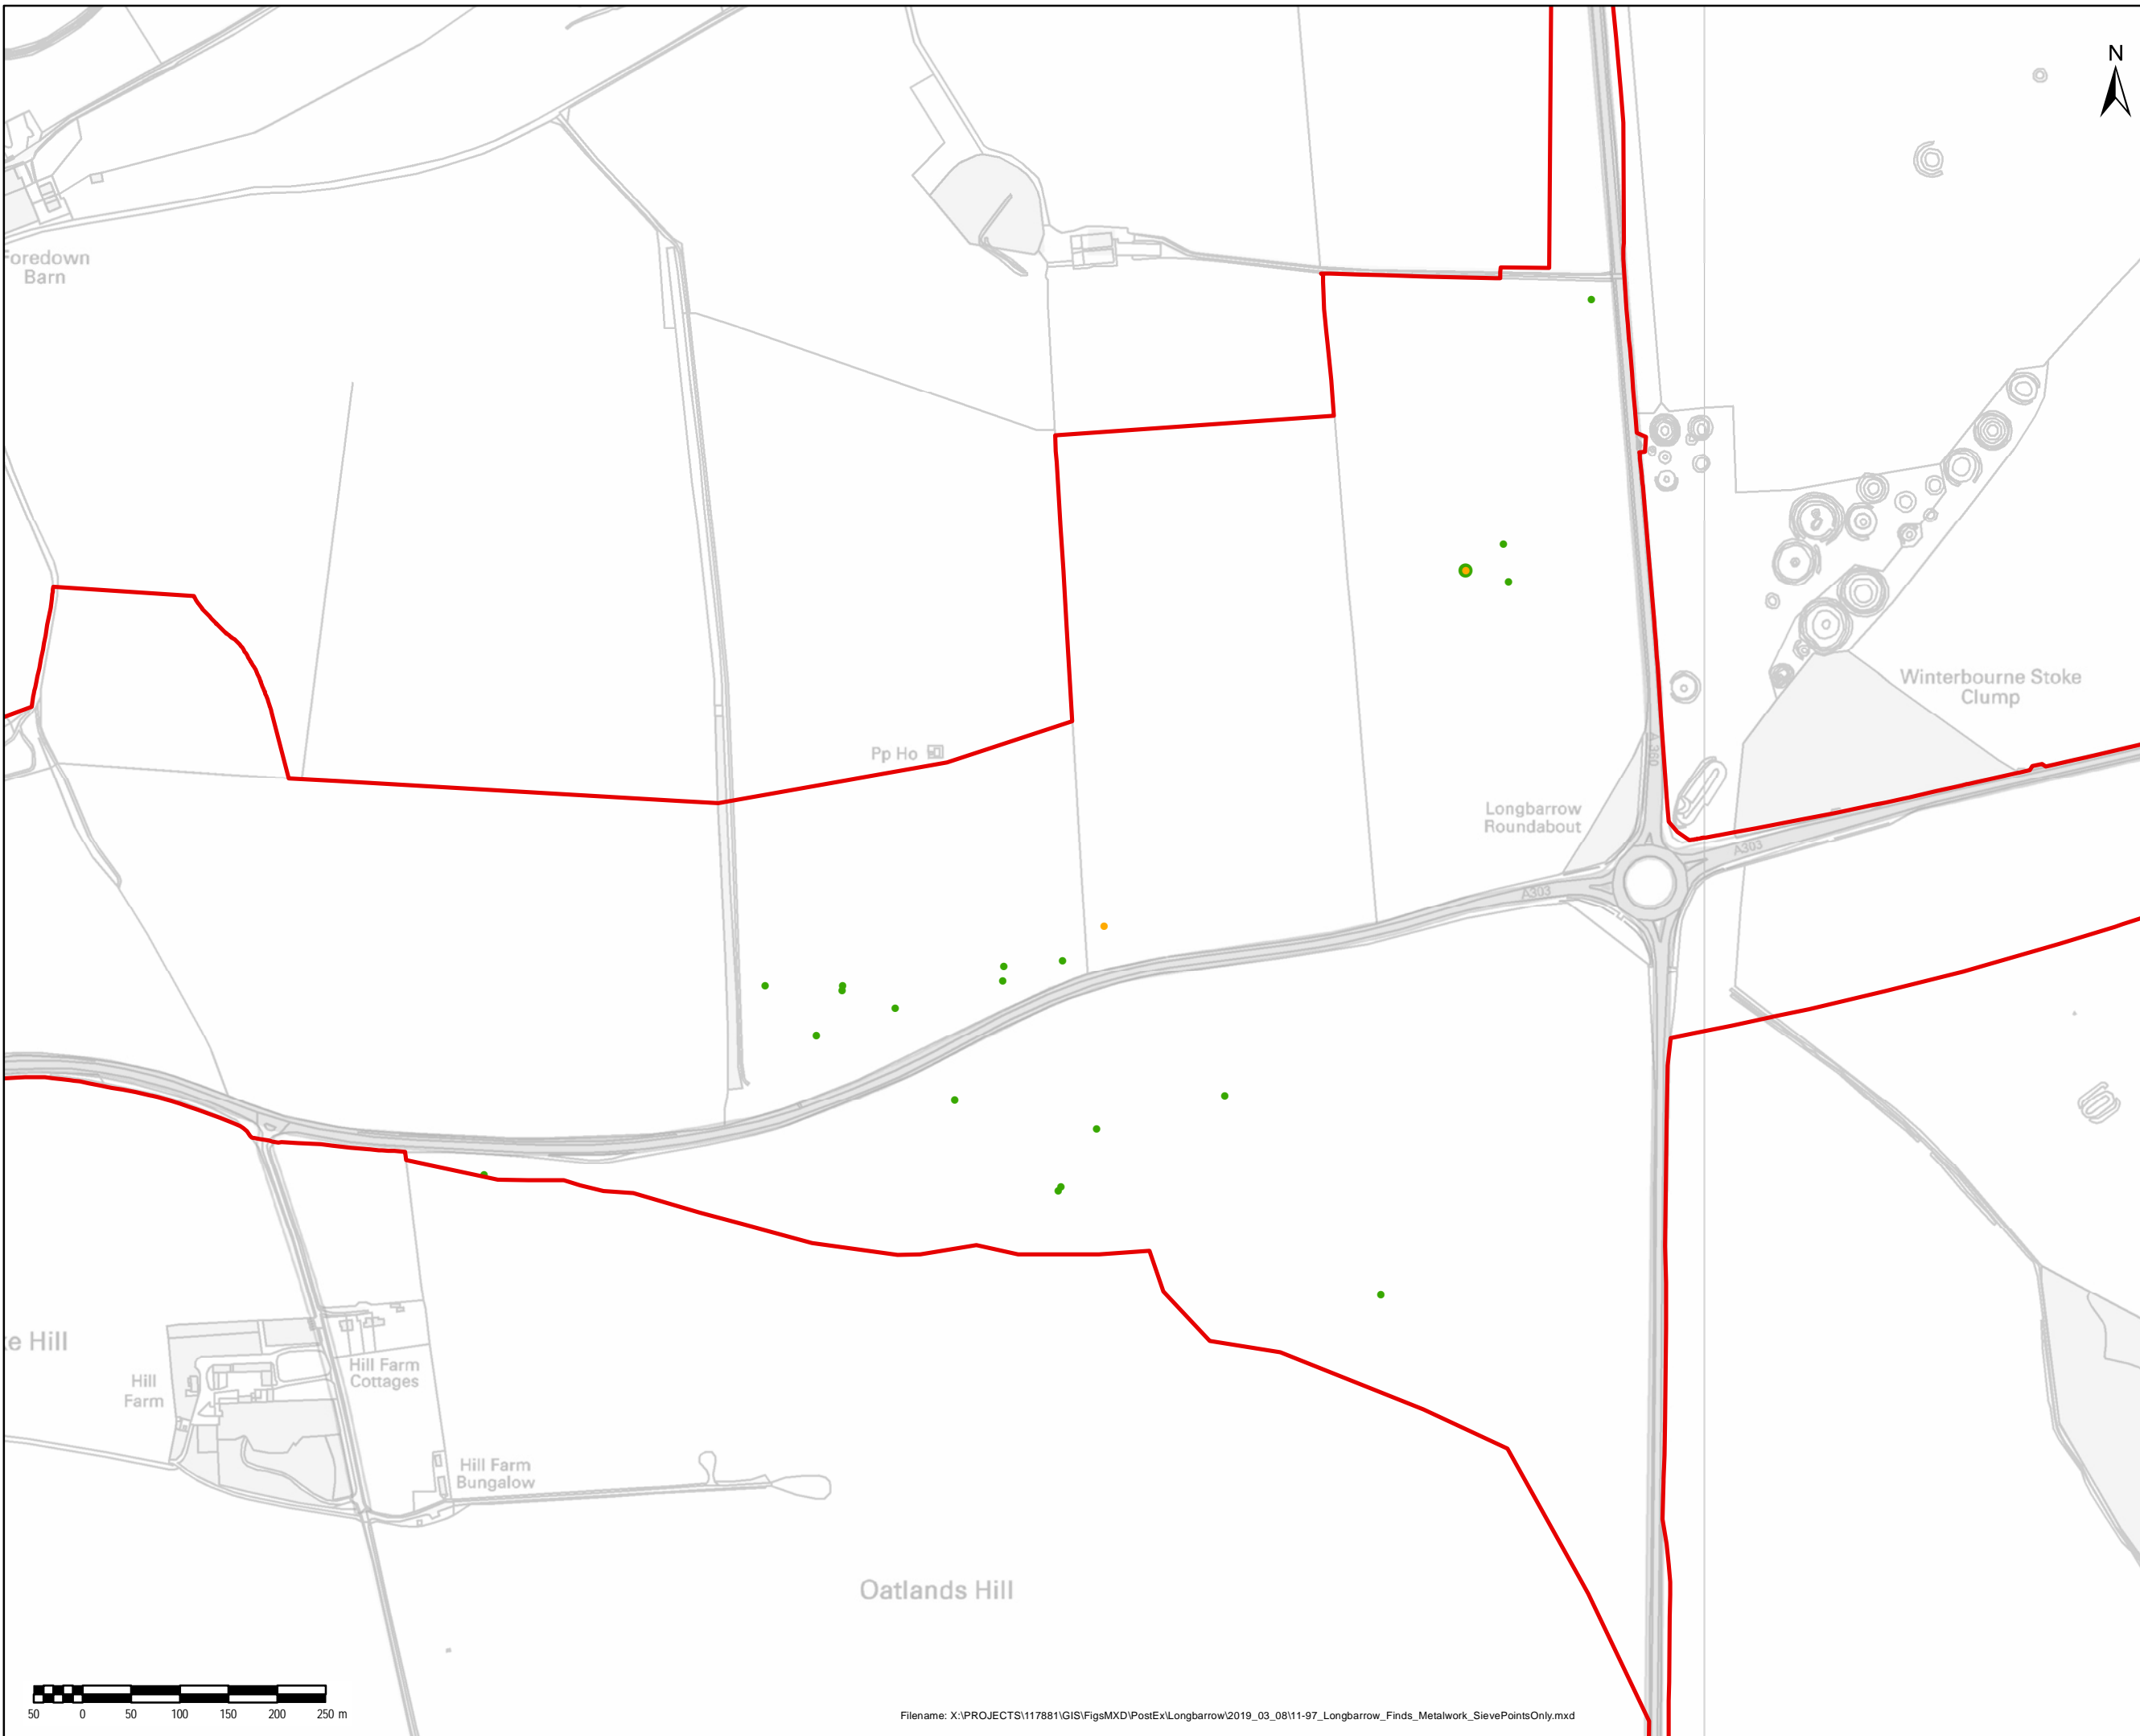 N
Foredown
Barn
Winterbourne Stoke
Clump
Pp Ho
A360
Longbarrow
Roundabout
A303
A303
Hill Farm
Cottages
Hill
Farm
Hill Farm
Bungalow
Oatlands Hill
50 0 50 100 150 200 250 m
Filename: X:\PROJECTS\117881\GIS\FigsMXD\PostEx\Longbarrow\2019_03_08\11-97_Longbarrow_Finds_Metalwork_SievePointsOnly.mxd